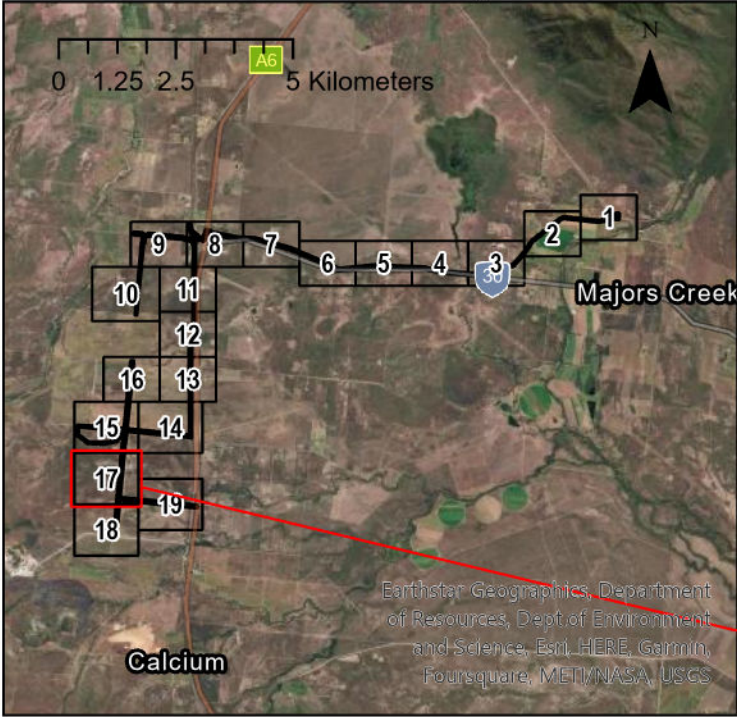 N
A6
0 1.25 2.5 5 Kilometers
1
2
9 8 7
6 5 4 3
30
10 11
Majors Creek
12
16 13
15 14
17
19
18
Earthstar Geographics, Department
of Resources, Dept.of Environment
and Science, Esri, HERE, Garmin,
Foursquare, METI/NASA, USGS
Calcium